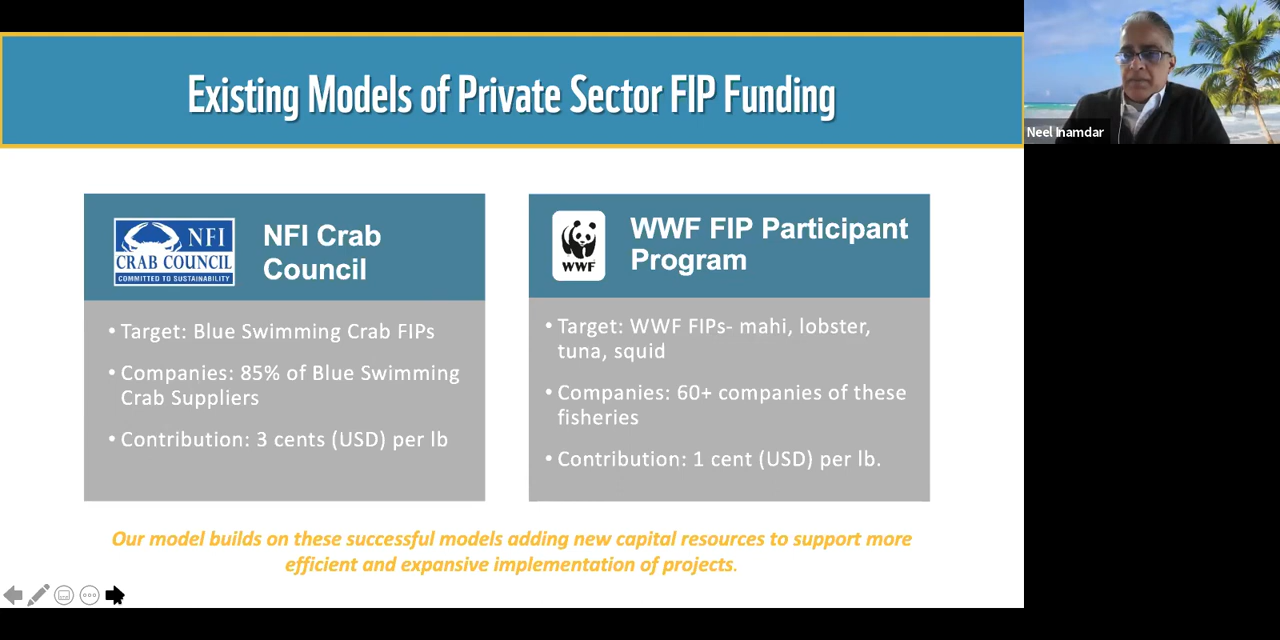 Existing Models of Private Sector FIP Funding
Neel Inamdar
NFI
CRAB COUNCIL
COMMITTED TO SUSTAINABILITY
NFI Crab
Council
• Target: Blue Swimming Crab FIPs
• Companies: 85% of Blue Swimming
Crab Suppliers
• Contribution: 3 cents (USD) per lb
WWF
WWF FIP Participant
Program
• Target: WWF FIPs- mahi, lobster,
tuna, squid
• Companies: 60+ companies of these
fisheries
• Contribution: 1 cent (USD) per lb.
Our model builds on these successful models adding new capital resources to support more
efficient and expansive implementation of projects.